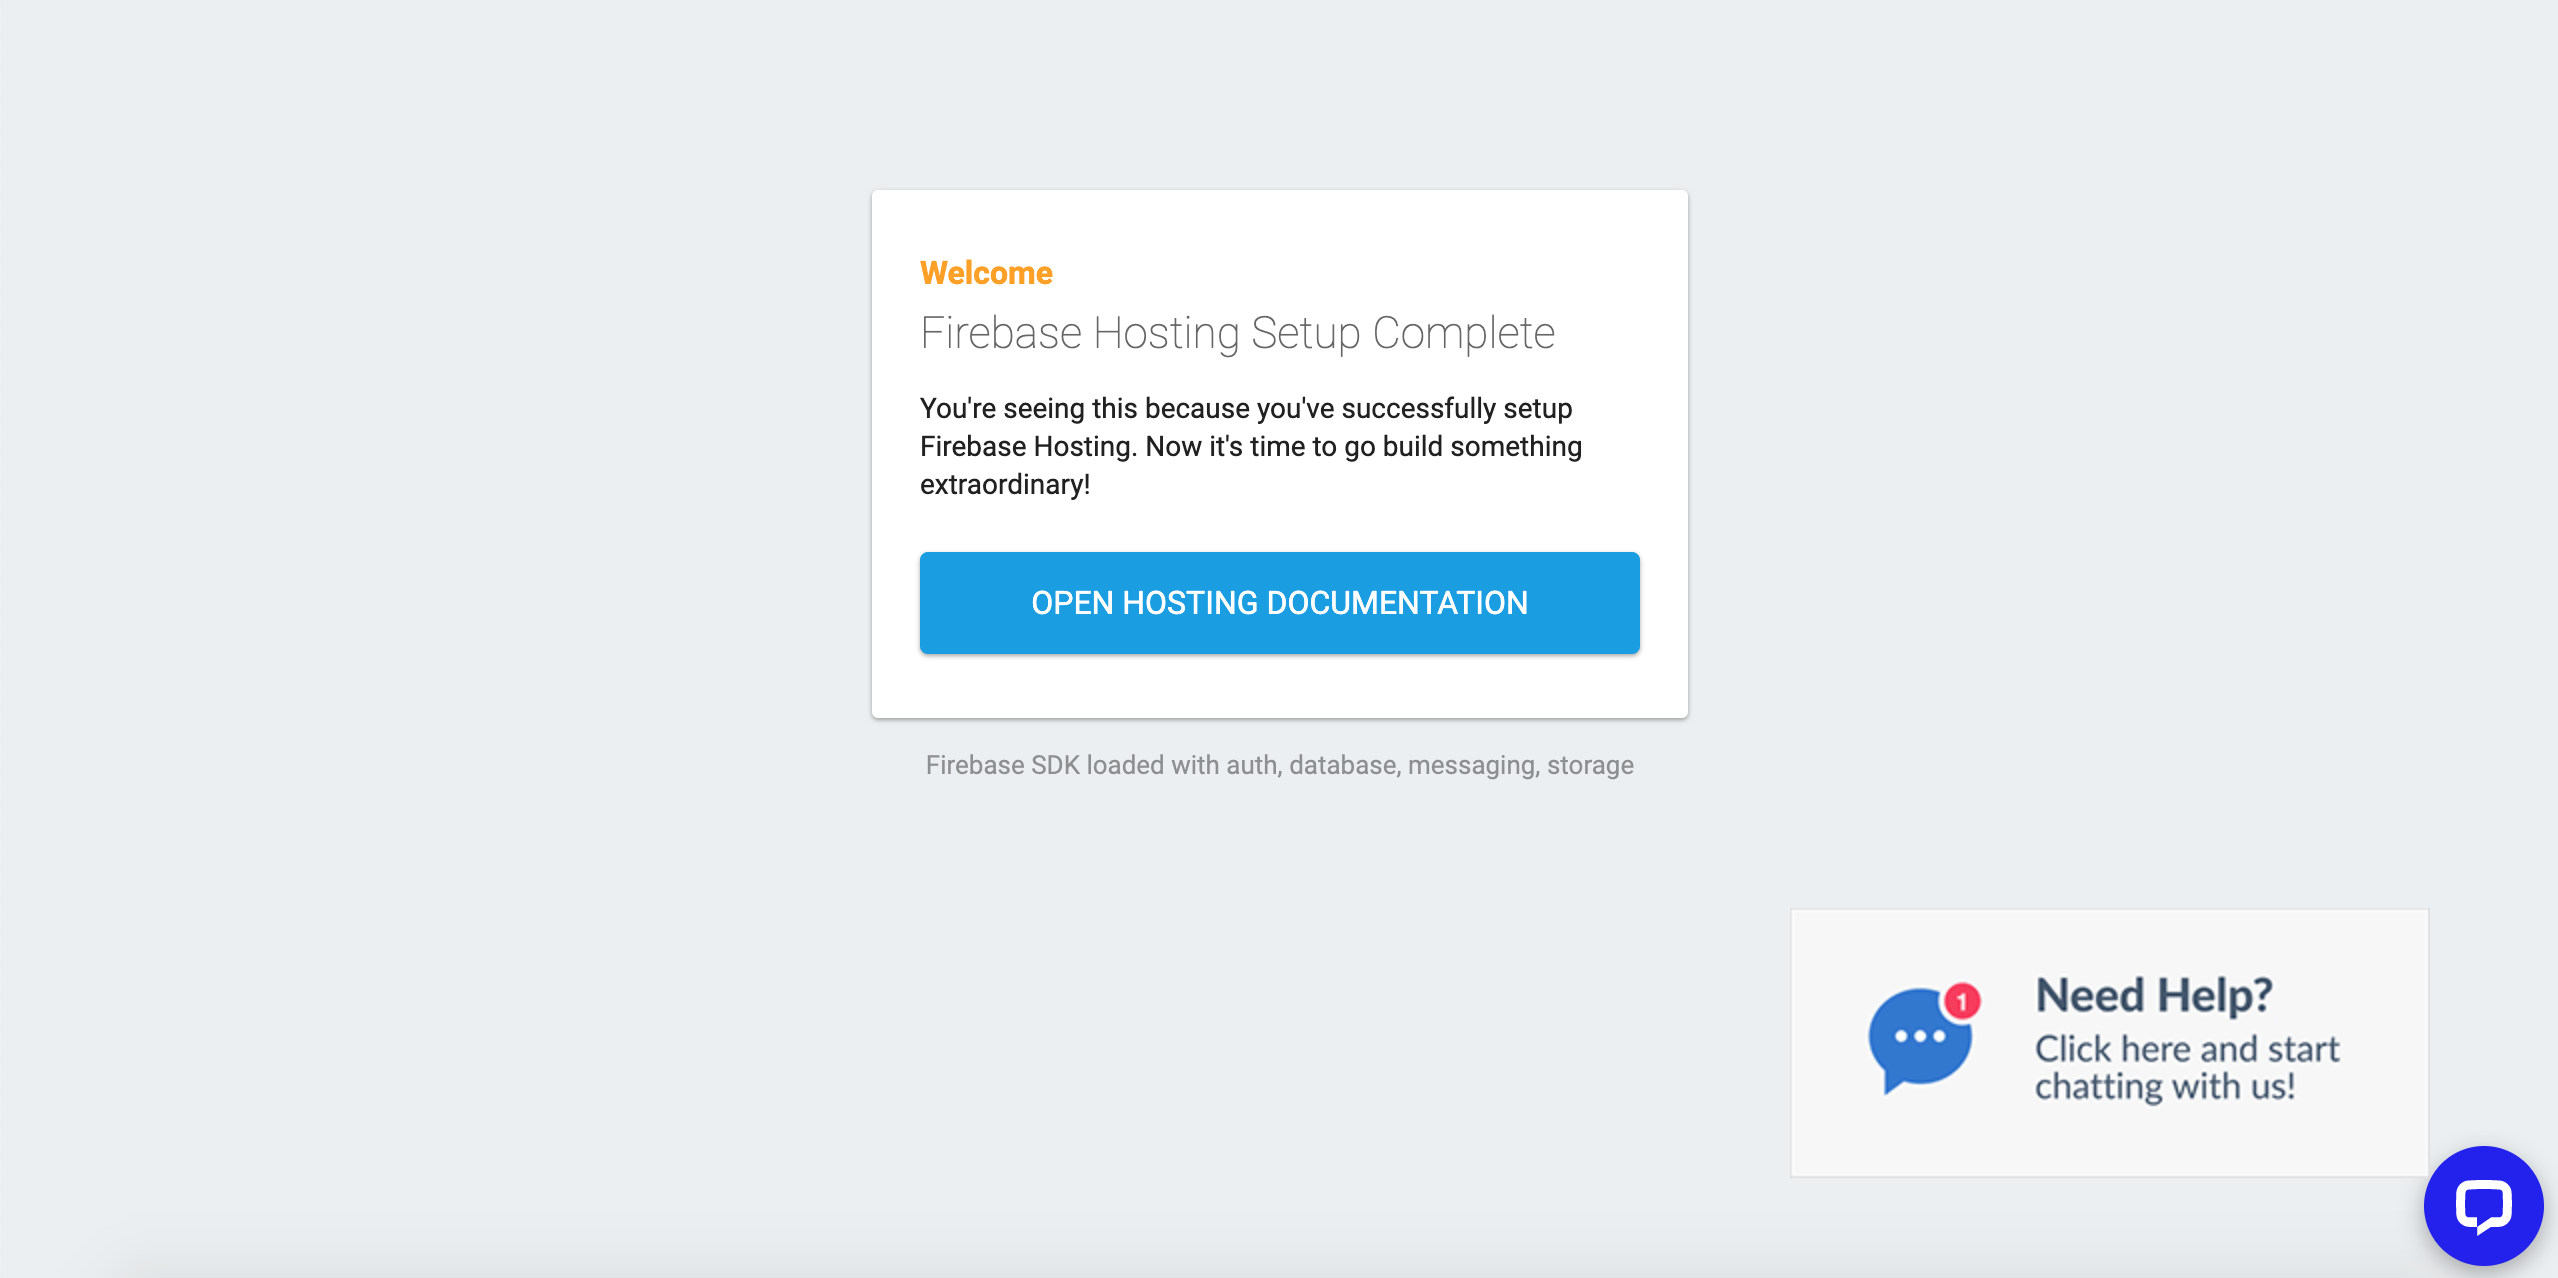 Welcome
Firebase Hosting Setup Complete
You're seeing this because you've successfully setup
Firebase Hosting. Now it's time to go build something
extraordinary!
OPEN HOSTING DOCUMENTATION
Firebase SDK loaded with auth, database, messaging, storage
1
Need Help?
Click here and start
chatting with us!